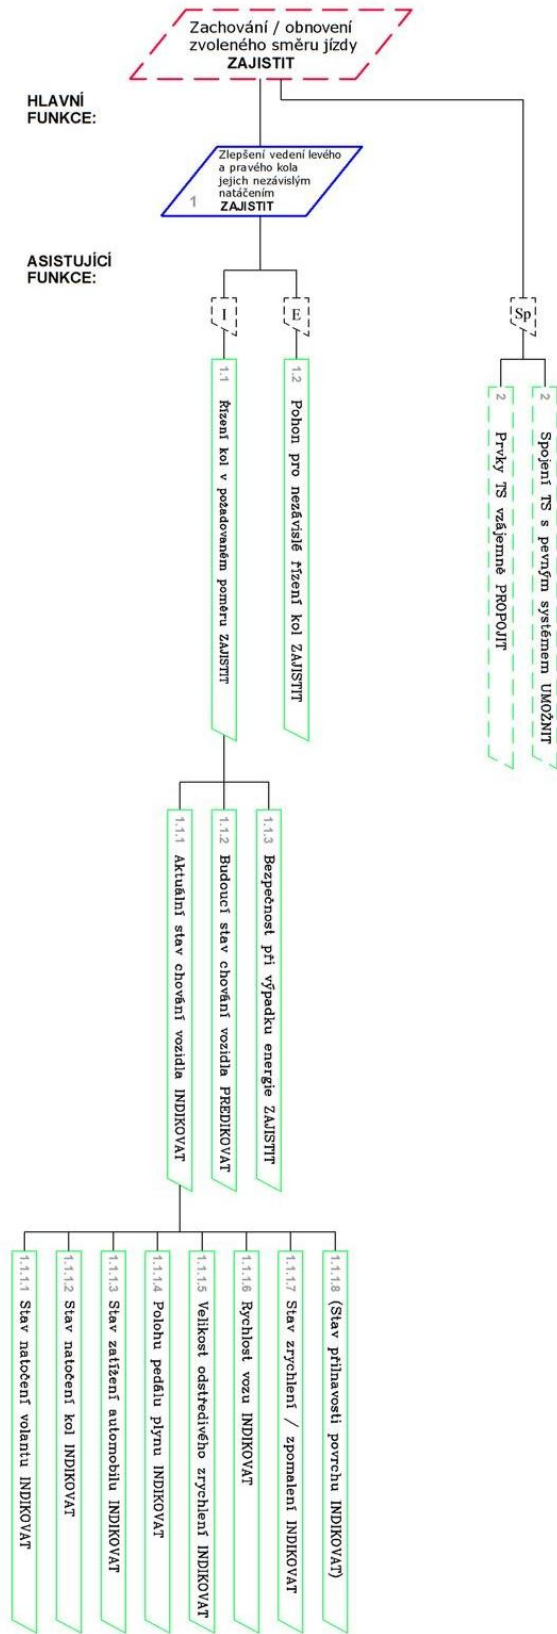 Zachování / obnovení
zvoleného směru jízdy
ZAJISTIT
HLAVNÍ
FUNKCE:
Zlepšení vedení levého
a pravého kola
jejich nezávislým
natáčením
1 ZAJISTIT
ASISTUJÍCÍ
FUNKCE:
I
E
Sp
1.1 Řízení kol v požadovaném poměru ZAJISTIT
1.2 Pohon pro nezávislé řízení kol ZAJISTIT
2 Prvky TS vzájemně PROPOJIT
2 Spojení TS s pevným systémem UMOŽNIT
1.1.1 Aktuální stav chování vozidla INDIKOVAT
1.1.2 Budoucí stav chování vozidla PREDIKOVAT
1.1.3 Bezpečnost při výpadku energie ZAJISTIT
1.1.1.1 Stav natočení volantu INDIKOVAT
1.1.1.2 Stav natočení kol INDIKOVAT
1.1.1.3 Stav zatížení automobilu INDIKOVAT
1.1.1.4 Polohu pedálu plynu INDIKOVAT
1.1.1.5 Velikost odstředivého zrychlení INDIKOVAT
1.1.1.6 Rychlost vozu INDIKOVAT
1.1.1.7 Stav zrychlení / zpomalení INDIKOVAT
1.1.1.8 (Stav přilnavosti povrchu INDIKOVAT)